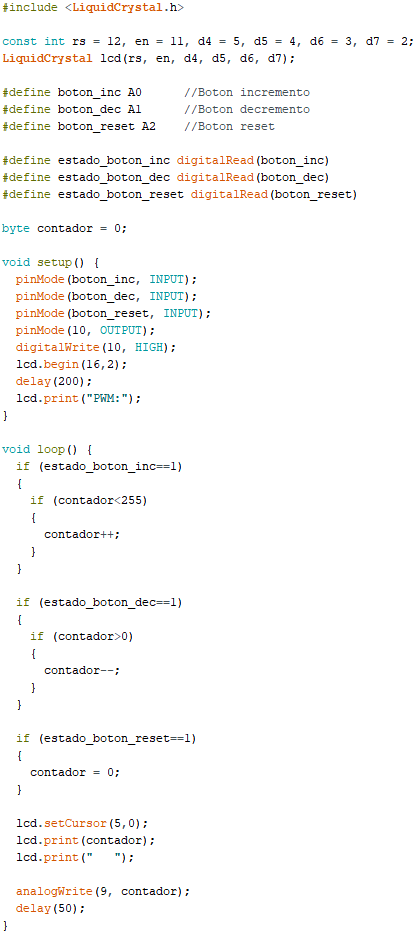 #include <LiquidCrystal.h>

const int rs = 12, en = 11, d4 = 5, d5 = 4, d6 = 3, d7 = 2;
LiquidCrystal lcd(rs, en, d4, d5, d6, d7);

#define boton_inc A0      //Boton incremento
#define boton_dec A1      //Boton decremento
#define boton_reset A2    //Boton reset

#define estado_boton_inc digitalRead(boton_inc)
#define estado_boton_dec digitalRead(boton_dec)
#define estado_boton_reset digitalRead(boton_reset)

byte contador = 0;

void setup() {
  pinMode(boton_inc, INPUT);
  pinMode(boton_dec, INPUT);
  pinMode(boton_reset, INPUT);
  pinMode(10, OUTPUT);
  digitalWrite(10, HIGH);
  lcd.begin(16,2);
  delay(200);
  lcd.print("PWM:");
}

void loop() {
  if (estado_boton_inc==1)
  {
    if (contador<255)
    {
      contador++;
    }
  }

  if (estado_boton_dec==1)
  {
    if (contador>0)
    {
      contador--;
    }
  }

  if (estado_boton_reset==1)
  {
    contador = 0;
  }

  lcd.setCursor(5,0);
  lcd.print(contador);
  lcd.print("   ");

  analogWrite(9, contador);
  delay(50);
}